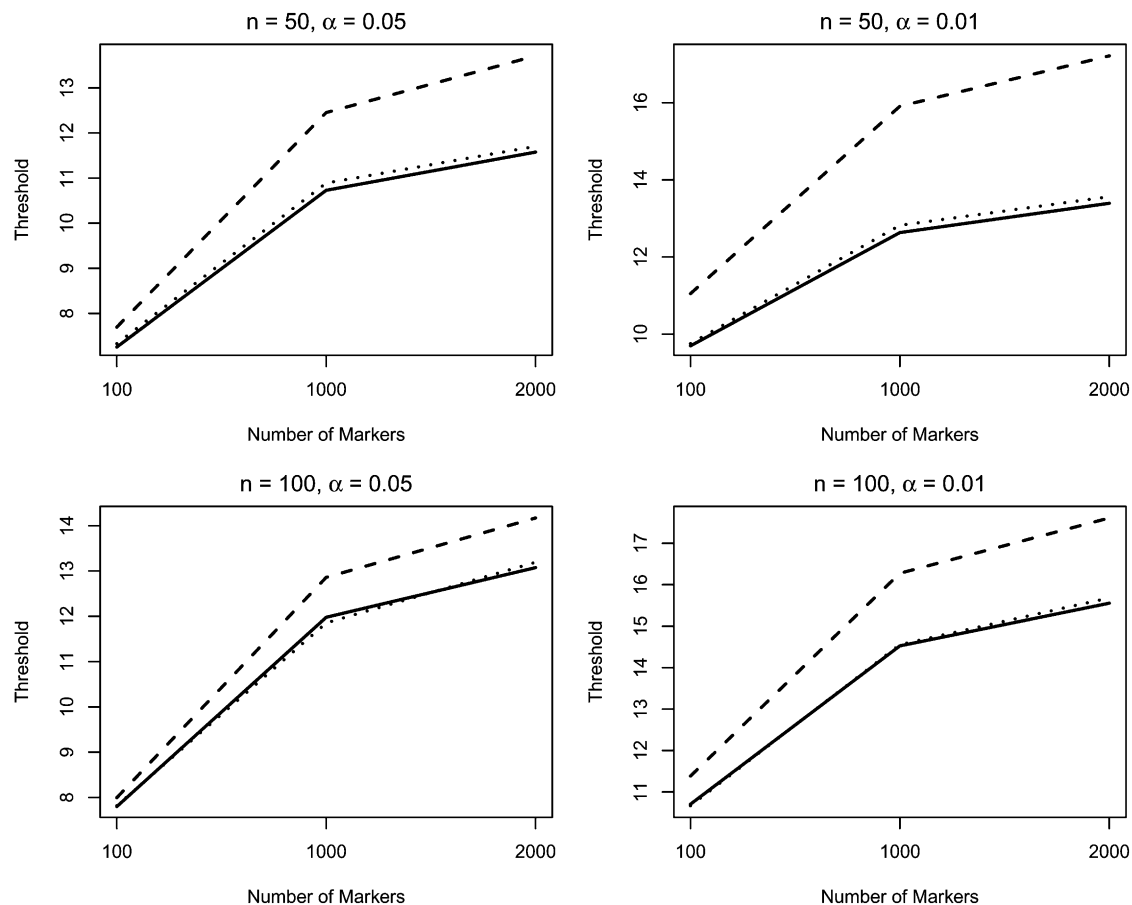 n = 50, α = 0.05
13
12
11
10
9
8
Threshold
100 1000 2000
Number of Markers
n = 50, α = 0.01
16
14
12
10
Threshold
100 1000 2000
Number of Markers
n = 100, α = 0.05
14
13
12
11
10
9
8
Threshold
100 1000 2000
Number of Markers
n = 100, α = 0.01
17
16
15
14
13
12
11
Threshold
100 1000 2000
Number of Markers